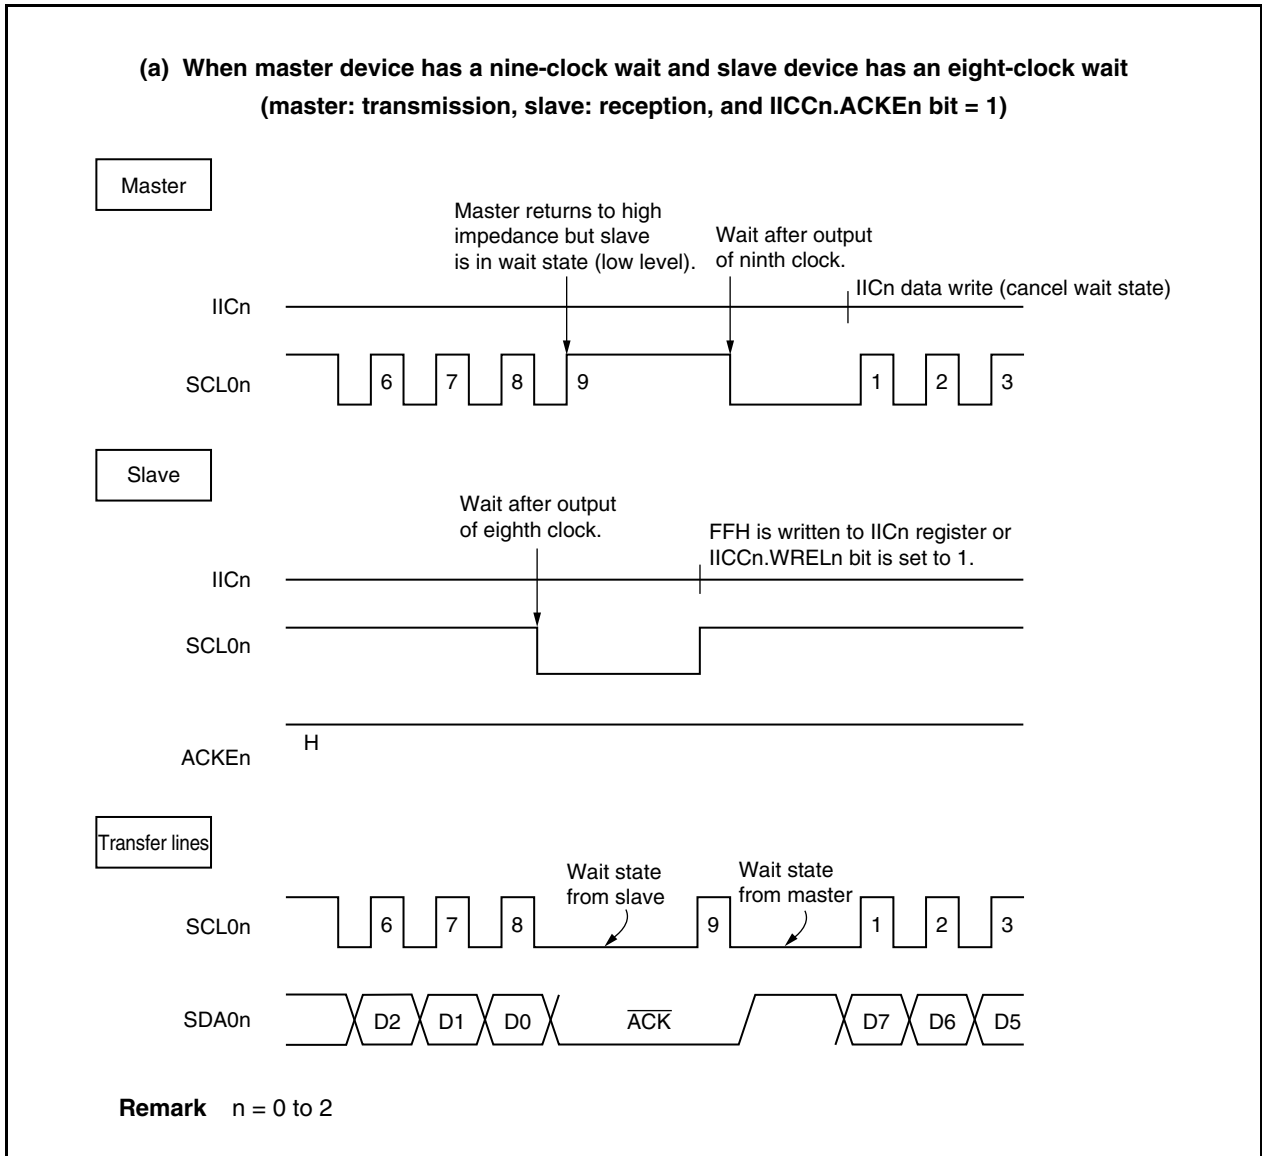 (a) When master device has a nine-clock wait and slave device has an eight-clock wait
(master: transmission, slave: reception, and IICCn.ACKEn bit = 1)
Master
Master returns to high
impedance but slave
is in wait state (low level).
Wait after output
of ninth clock.
IICn data write (cancel wait state)
IICn
SCL0n
6 7 8 9 1 2 3
Slave
Wait after output
of eighth clock.
FFH is written to IICn register or
IICCn.WRELn bit is set to 1.
IICn
SCL0n
H
ACKEn
Transfer lines
Wait state
from slave
Wait state
from master
SCL0n
6 7 8 9 1 2 3
SDA0n
D2 D1 D0 ACK D7 D6 D5
Remark n = 0 to 2